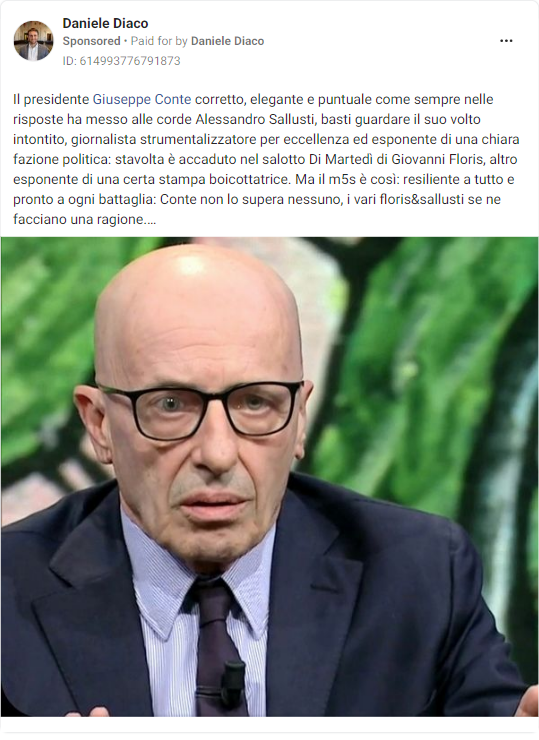 Daniele Diaco
Sponsored • Paid for by Daniele Diaco
ID: 614993776791873
Il presidente Giuseppe Conte corretto, elegante e puntuale come sempre nelle
risposte ha messo alle corde Alessandro Sallusti, basti guardare il suo volto
intontito, giornalista strumentalizzatore per eccellenza ed esponente di una chiara
fazione politica: stavolta è accaduto nel salotto Di Martedì di Giovanni Floris, altro
esponente di una certa stampa boicottatrice. Ma il m5s è così: resiliente a tutto e
pronto a ogni battaglia: Conte non lo supera nessuno, i vari floris&sallusti se ne
facciano una ragione....